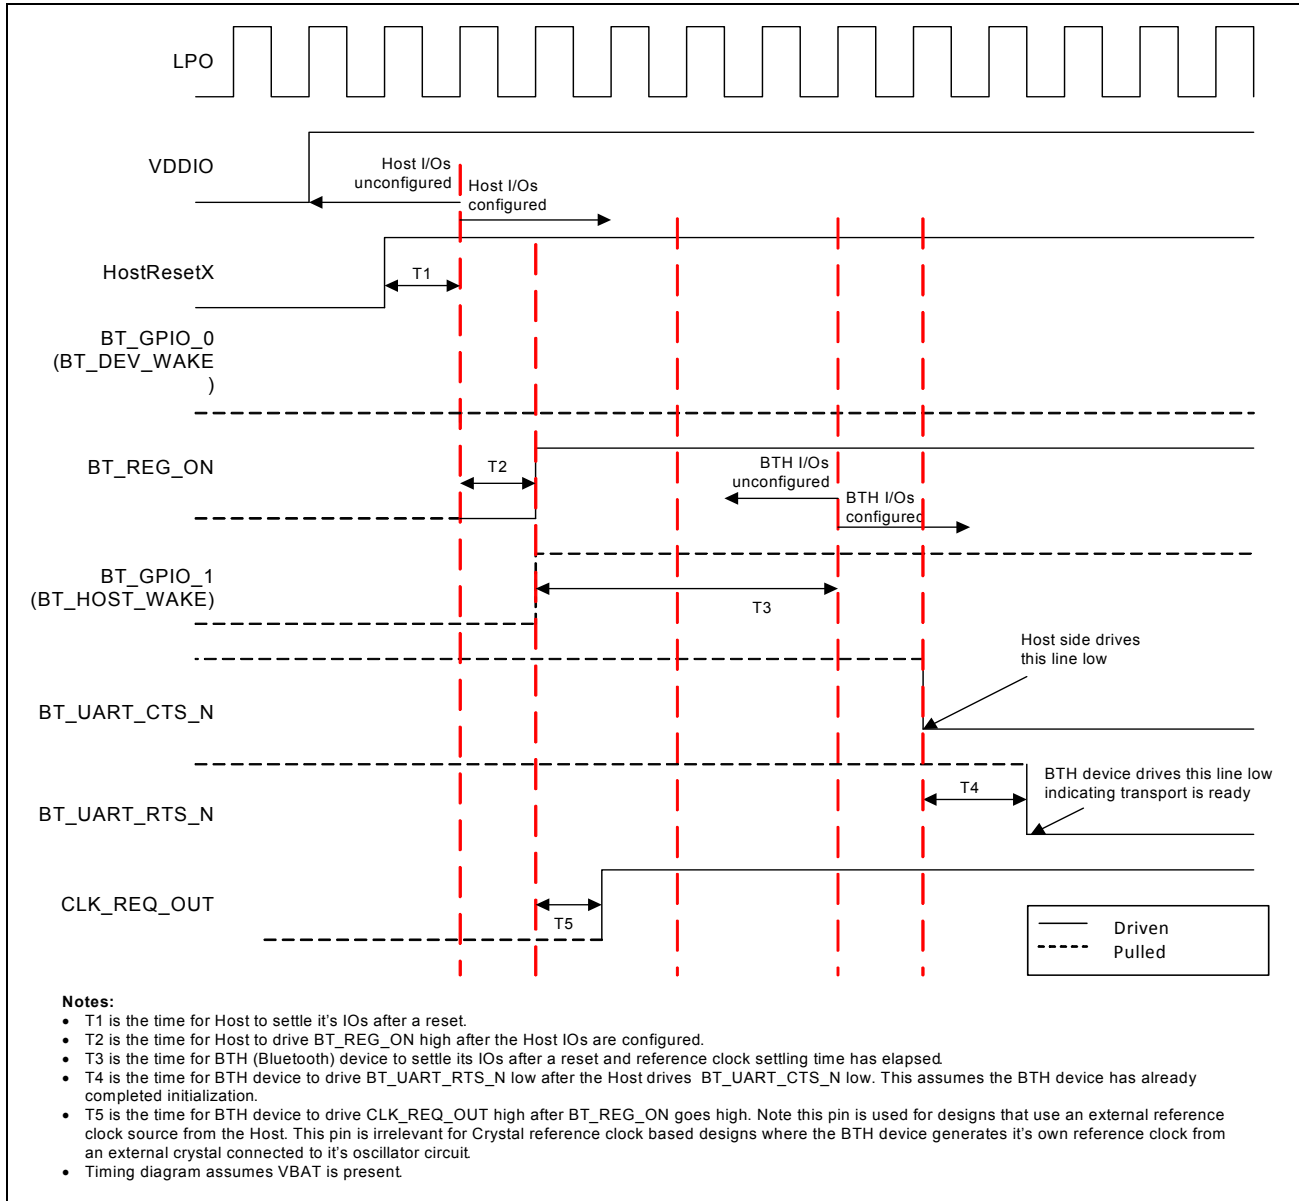 LPO
VDDIO
Host I/Os
unconfigured
Host I/Os
configured
HostResetX
T1
BT_GPIO_0
(BT_DEV_WAKE
)
BT_REG_ON
T2
BTH I/Os
unconfigured
BTH I/Os
configured
BT_GPIO_1
(BT_HOST_WAKE)
T3
Host side drives
this line low
BT_UART_CTS_N
BT_UART_RTS_N
T4
BTH device drives this line low
indicating transport is ready
CLK_REQ_OUT
T5
Driven
Pulled
Notes:
• T1 is the time for Host to settle it's IOs after a reset.
• T2 is the time for Host to drive BT_REG_ON high after the Host IOs are configured.
• T3 is the time for BTH (Bluetooth) device to settle its IOs after a reset and reference clock settling time has elapsed.
• T4 is the time for BTH device to drive BT_UART_RTS_N low after the Host drives BT_UART_CTS_N low. This assumes the BTH device has already
completed initialization.
• T5 is the time for BTH device to drive CLK_REQ_OUT high after BT_REG_ON goes high. Note this pin is used for designs that use an external reference
clock source from the Host. This pin is irrelevant for Crystal reference clock based designs where the BTH device generates it's own reference clock from
an external crystal connected to it's oscillator circuit.
• Timing diagram assumes VBAT is present.